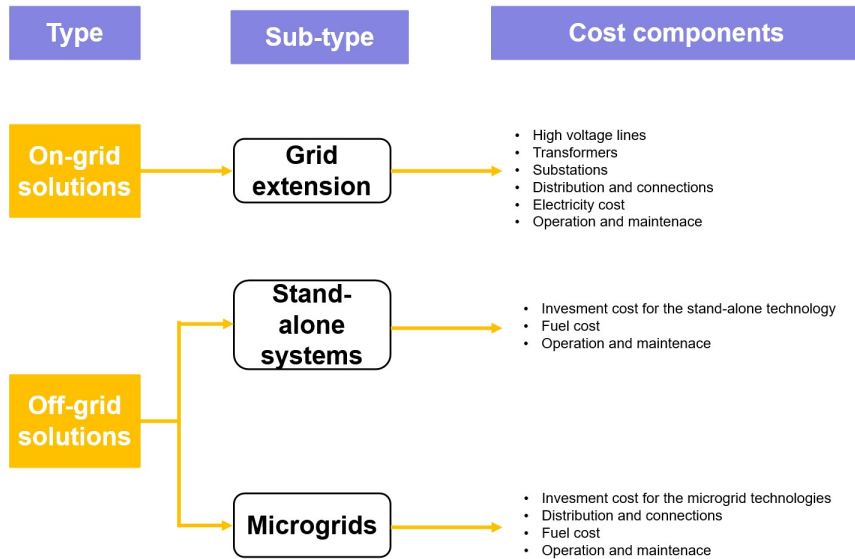 Type
Sub-type
Cost components
On-grid
solutions
Grid
extension
• High voltage lines
• Transformers
• Substations
• Distribution and connections
• Electricity cost
• Operation and maintenace
Off-grid
solutions
Stand-
alone
systems
• Invesment cost for the stand-alone technology
• Fuel cost
• Operation and maintenace
Microgrids
• Invesment cost for the microgrid technologies
• Distribution and connections
• Fuel cost
• Operation and maintenace